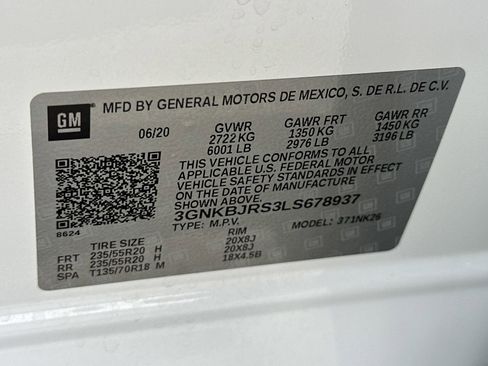 GM
MFD BY GENERAL MOTORS DE MEXICO, S. DE R.L. DE C.V.
06/20 GVWR GAWR FRT GAWR RR
2722 KG 1350 KG 1450 KG
6001 LB 2976 LB 3196 LB
THIS VEHICLE CONFORMS TO ALL
APPLICABLE U.S. FEDERAL MOTOR
VEHICLE SAFETY STANDARDS IN EFFECT
ON THE DATE OF MANUFACTURE
SHOWN ABOVE.
3GNKBJRS3LS678937
8624
TYPE: M.P.V. MODEL: 371NK26
TIRE SIZE RIM
FRT 235/55R20 H 20X8J
RR 235/55R20 H 20X8J
SPA T135/70R18 M 18X4.5B